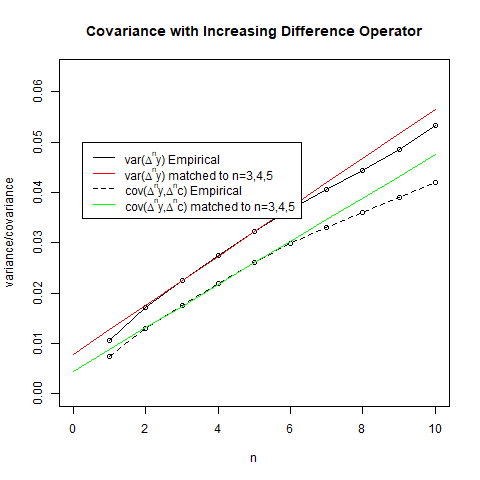 Covariance with Increasing Difference Operator
variance/covariance
0.06
0.05
0.04
0.03
0.02
0.01
0.00
var(Δⁿy) Empirical
var(Δⁿy) matched to n=3,4,5
cov(Δⁿy,Δⁿc) Empirical
cov(Δⁿy,Δⁿc) matched to n=3,4,5
0 2 4 6 8 10
n